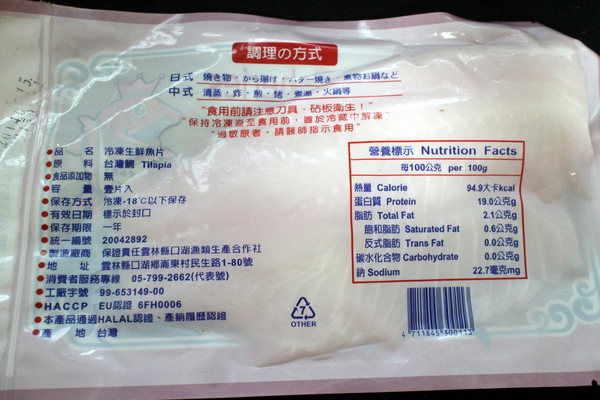 調理の方式
日式 焼き物・から揚げ・バター焼き・煮物お鍋など
中式 清蒸・炸・煎・烤・煮湯・火鍋等
"食用前請注意刀具、砧板衛生!"
"保持冷凍直至食用前,置於冷藏中解凍"
"過敏原者,請醫師指示食用"
●品名 冷凍生鮮魚片
●原料 台灣鯛 Tilapia
●食品添加物 無
●容量 壹片入
●保存方式 冷凍-18℃以下保存
●有效日期 標示於封口
●保存期限 一年
●統一編號 20042892
●製造廠商 保證責任雲林縣口湖漁類生產合作社
●地址 雲林縣口湖鄉崙東村民生路1-80號
●消費者服務專線 05-799-2662(代表號)
●工廠字號 99-653149-00
●HACCP EU認證 6FH0006
●本產品通過HALAL認證、產銷履歷認證
●產地 台灣
營養標示 Nutrition Facts
每100公克 per 100g
熱量 Calorie 94.9大卡kcal
蛋白質 Protein 19.0公克g
脂肪 Total Fat 2.1公克g
飽和脂肪 Saturated Fat 0.6公克g
反式脂肪 Trans Fat 0.0公克g
碳水化合物 Carbohydrate 0.0公克g
鈉 Sodium 22.7毫克mg
7
OTHER